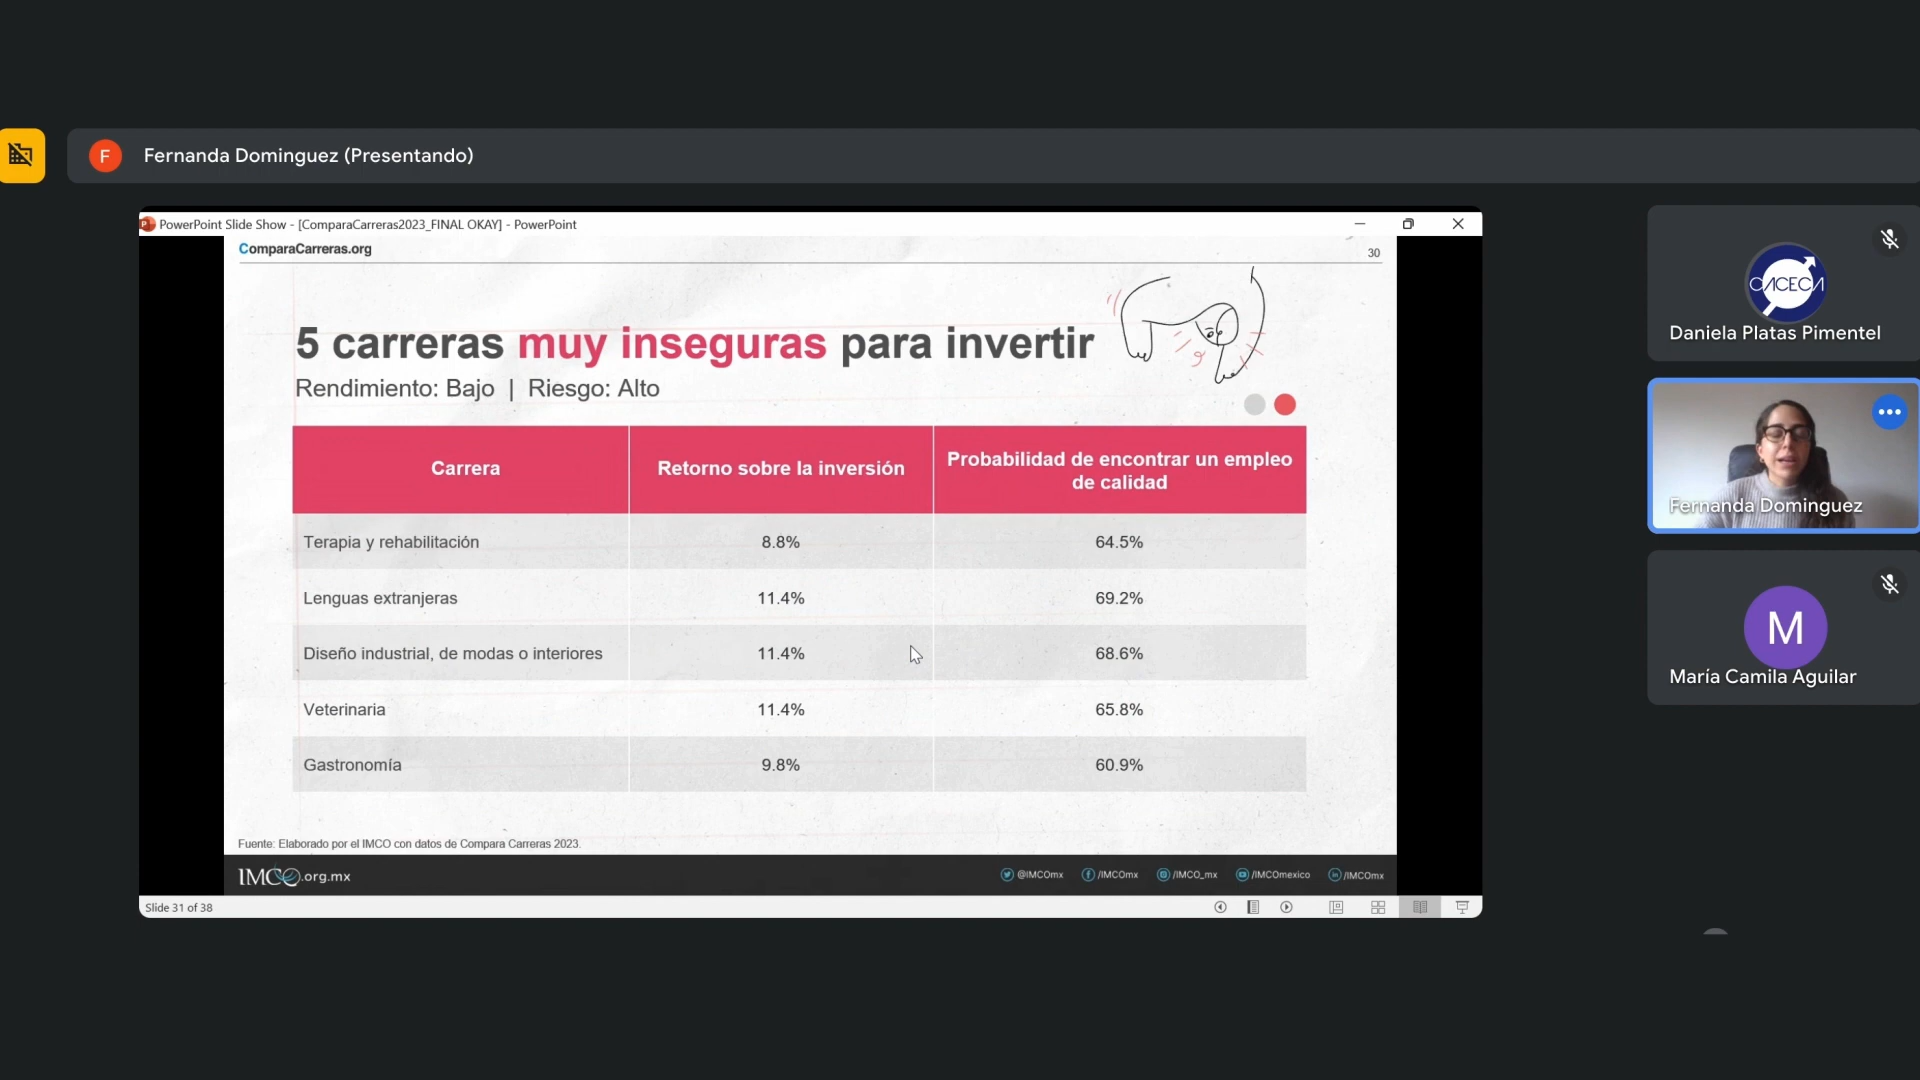 F
Fernanda Dominguez (Presentando)
PowerPoint Slide Show - [ComparaCarreras2023_FINAL OKAY] - PowerPoint
ComparaCarreras.org
30
5 carreras muy inseguras para invertir
Rendimiento: Bajo | Riesgo: Alto
Carrera
Retorno sobre la inversión
Probabilidad de encontrar un empleo
de calidad
Terapia y rehabilitación
8.8%
64.5%
Lenguas extranjeras
11.4%
69.2%
Diseño industrial, de modas o interiores
11.4%
68.6%
Veterinaria
11.4%
65.8%
Gastronomía
9.8%
60.9%
Fuente: Elaborado por el IMCO con datos de Compara Carreras 2023.
IMCO.org.mx
@IMCOmx
/IMCOmx
/IMCO_mx
/IMCOmexico
/IMCOmx
Slide 31 of 38
CACECA
Daniela Platas Pimentel
Fernanda Dominguez
M
María Camila Aguilar